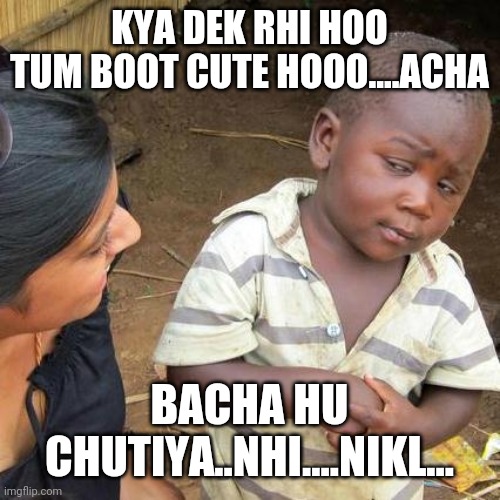 KYA DEK RHI HOO
TUM BOOT CUTE HOOO....ACHA
BACHA HU
CHUTIYA..NHI....NIKL...
imgflip.com